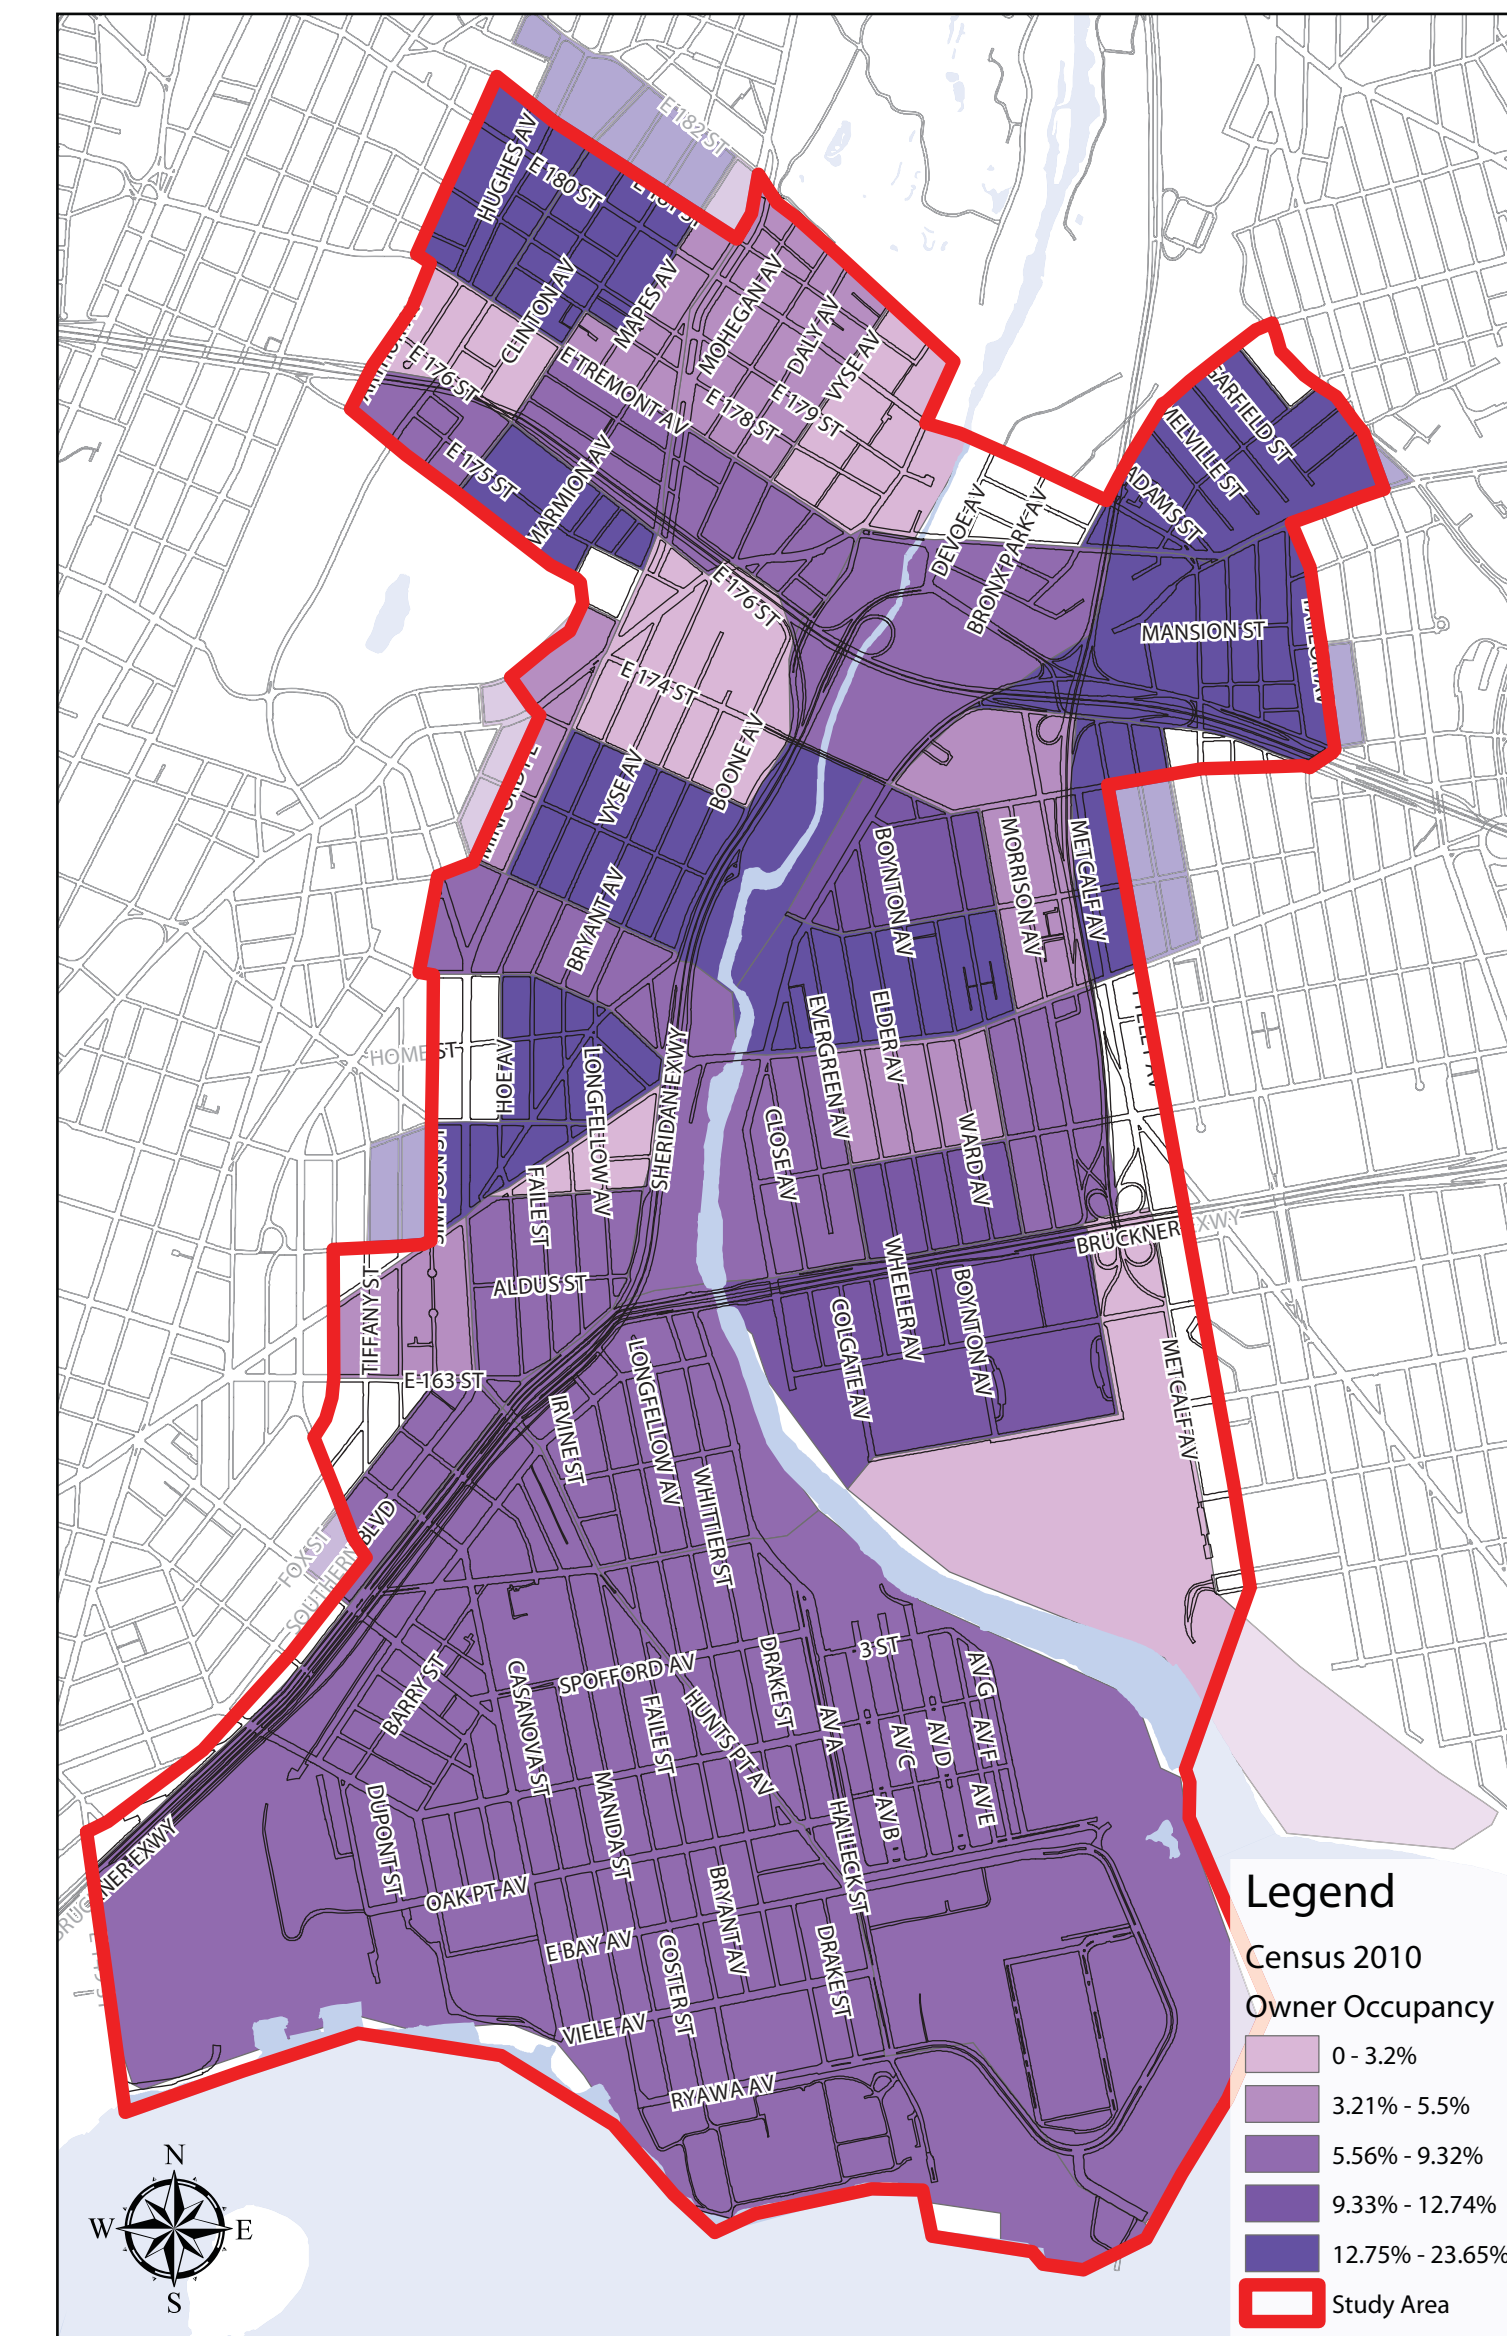 E 182 ST
HUGHES AV
E 180 ST
E 181 ST
CLINTON AV
MAPES AV
MOHEGAN AV
DALY AV
VYSE AV
E 176 ST
E TREMONT AV
E 178 ST
E 179 ST
GARFIELD ST
MELVILLE ST
ADAMS ST
E 175 ST
MARMION AV
DEVOE AV
BRONX PARK AV
E 176 ST
MANSION ST
E 174 ST
VYSE AV
BOONE AV
BOYNTON AV
MORRISON AV
METCALF AV
BRYANT AV
HOME ST
HOE AV
LONGFELLOW AV
SHERIDAN EXWY
EVERGREEN AV
ELDER AV
CLOSE AV
WARD AV
FAILE ST
BRUCKNER EXWY
TIFFANY ST
ALDUS ST
WHEELER AV
BOYNTON AV
COLGATE AV
METCALF AV
E 163 ST
IRVINE ST
LONGFELLOW AV
WHITTIER ST
FOX ST
SOUTHERN BLVD
BARRY ST
CASANOVA ST
SPOFFORD AV
FAILE ST
HUNTS PT AV
DRAKE ST
3 ST
AV A
AV C
AV D
AV G
AV F
AV E
AV B
DUPONT ST
MANIDA ST
HALLECK ST
OAK PT AV
E BAY AV
BRYANT AV
COSTER ST
DRAKE ST
VIELE AV
RYAWA AV
BRUCKNER EXWY
N
W
E
S
Legend
Census 2010
Owner Occupancy
0 - 3.2%
3.21% - 5.5%
5.56% - 9.32%
9.33% - 12.74%
12.75% - 23.65%
Study Area